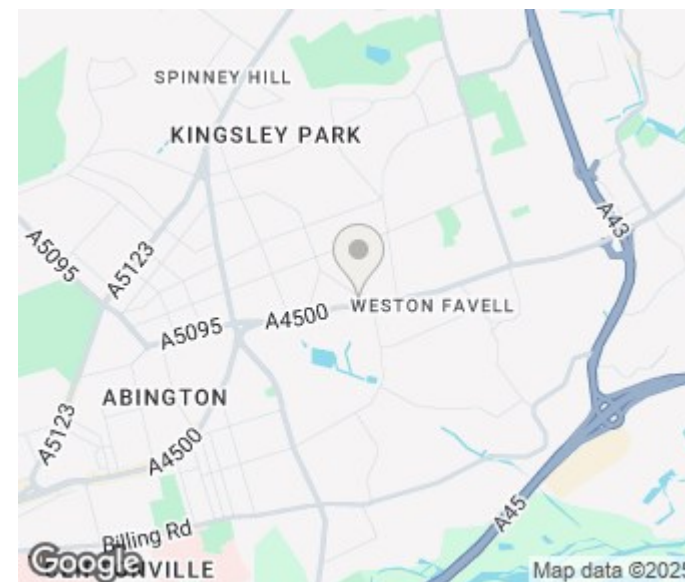 SPINNEY HILL
KINGSLEY PARK
A43
A5095
A5123
WESTON FAVELL
A4500
A5095
ABINGTON
A5123
A4500
A45
Billing Rd
Google
Map data ©2025